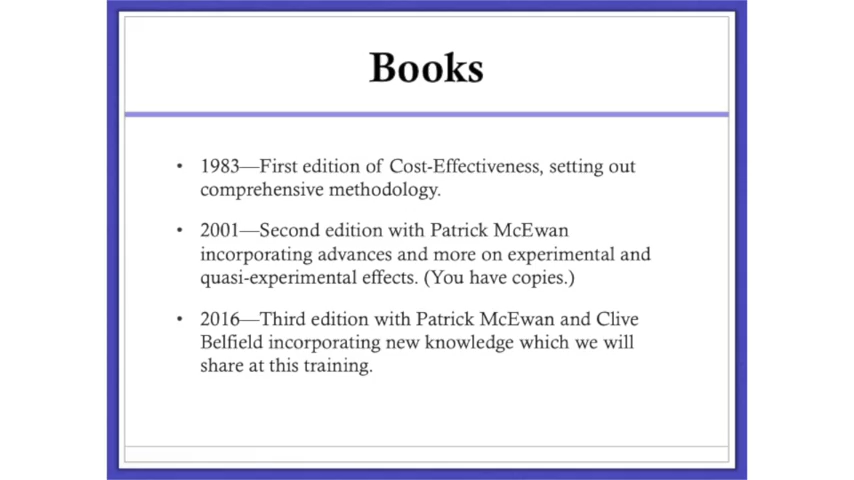 Books
• 1983—First edition of Cost-Effectiveness, setting out
comprehensive methodology.
• 2001—Second edition with Patrick McEwan
incorporating advances and more on experimental and
quasi-experimental effects. (You have copies.)
• 2016—Third edition with Patrick McEwan and Clive
Belfield incorporating new knowledge which we will
share at this training.